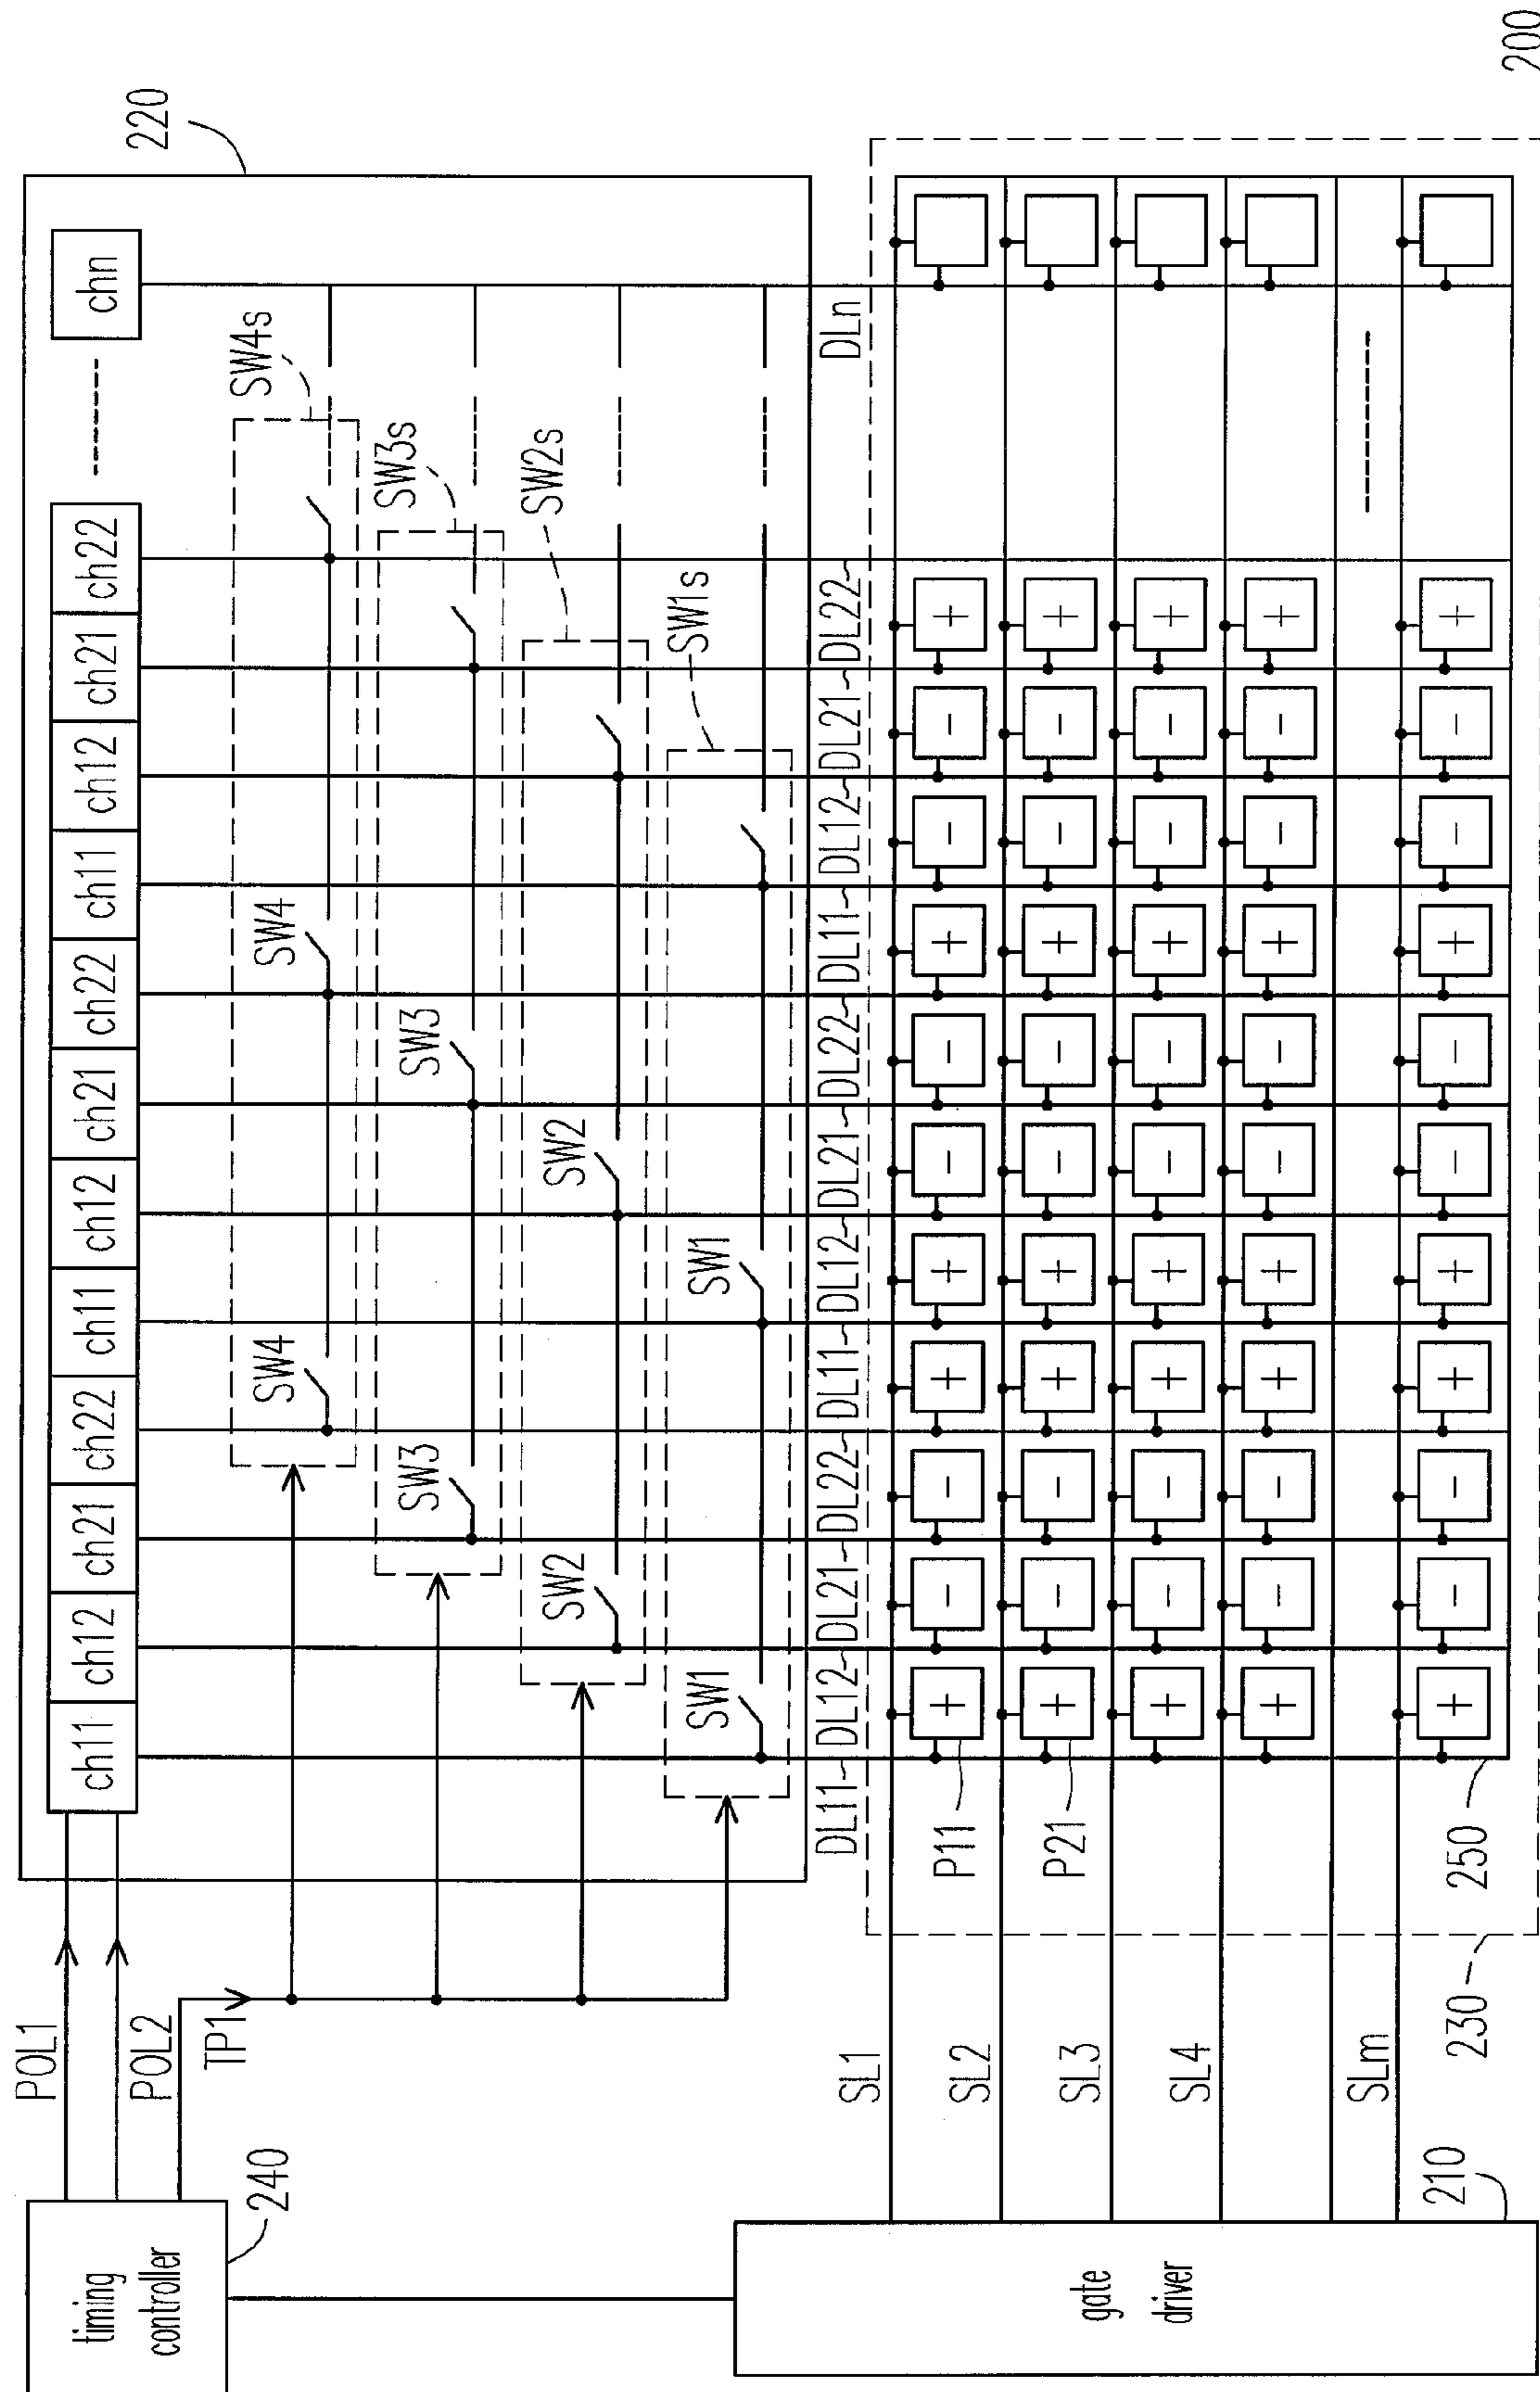 200
220
timing
controller
240
POL1
POL2
TP1
ch11 ch12 ch21 ch22 ch11 ch12 ch21 ch22 ch11 ch12 ch21 ch22 chn
SW4 SW4 SW4s
SW3 SW3 SW3s
SW2 SW2 SW2s
SW1 SW1 SW1s
DL11 DL12 DL21 DL22 DL11 DL12 DL21 DL22 DL11 DL12 DL21 DL22 DLn
gate
driver
210
SL1
P11 + − − + + − − + + − − +
SL2
P21 + − − + + − − + + − − +
SL3
+ − − + + − − + + − − +
SL4
+ − − + + − − + + − − +
SLm
+ − − + + − − + + − − +
230
250